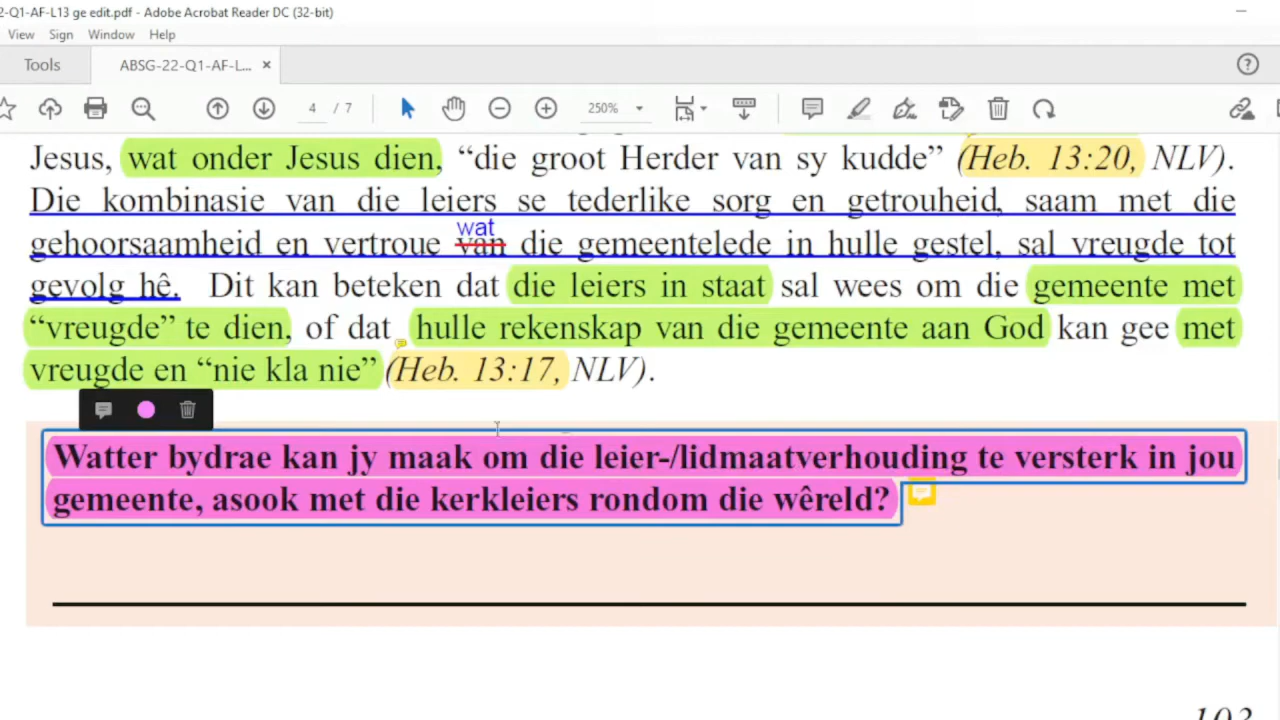 2-Q1-AF-L13 ge edit.pdf - Adobe Acrobat Reader DC (32-bit)
View Sign Window Help
Tools ABSG-22-Q1-AF-L... ×
4 / 7 250%
Jesus, wat onder Jesus dien, “die groot Herder van sy kudde” (Heb. 13:20, NLV).
Die kombinasie van die leiers se tederlike sorg en getrouheid, saam met die
wat
gehoorsaamheid en vertroue van die gemeentelede in hulle gestel, sal vreugde tot
gevolg hê. Dit kan beteken dat die leiers in staat sal wees om die gemeente met
“vreugde” te dien, of dat hulle rekenskap van die gemeente aan God kan gee met
vreugde en “nie kla nie” (Heb. 13:17, NLV).
Watter bydrae kan jy maak om die leier-/lidmaatverhouding te versterk in jou
gemeente, asook met die kerkleiers rondom die wêreld?
103